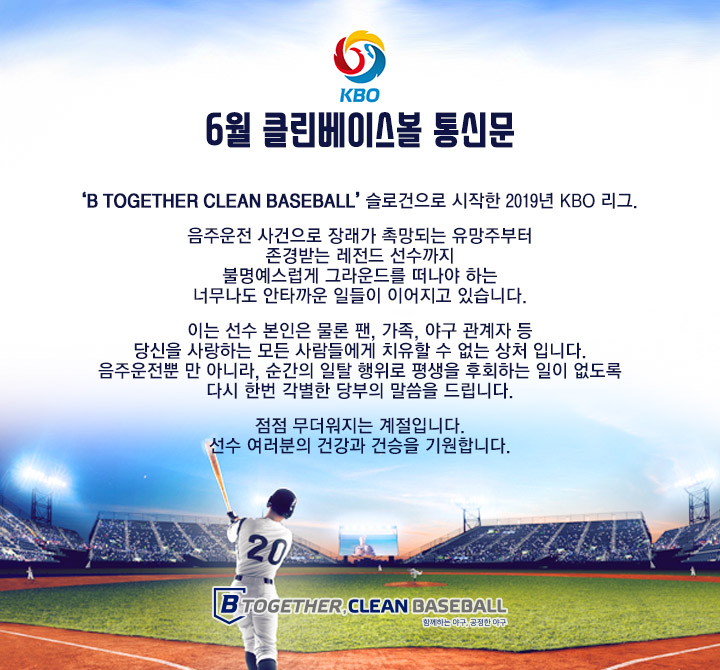 KBO
6월 클린베이스볼 통신문
‘B TOGETHER CLEAN BASEBALL’ 슬로건으로 시작한 2019년 KBO 리그.
음주운전 사건으로 장래가 촉망되는 유망주부터
존경받는 레전드 선수까지
불명예스럽게 그라운드를 떠나야 하는
너무나도 안타까운 일들이 이어지고 있습니다.
이는 선수 본인은 물론 팬, 가족, 야구 관계자 등
당신을 사랑하는 모든 사람들에게 치유할 수 없는 상처 입니다.
음주운전뿐 만 아니라, 순간의 일탈 행위로 평생을 후회하는 일이 없도록
다시 한번 각별한 당부의 말씀을 드립니다.
점점 무더워지는 계절입니다.
선수 여러분의 건강과 건승을 기원합니다.
20
B TOGETHER, CLEAN BASEBALL
함께하는 야구, 공정한 야구